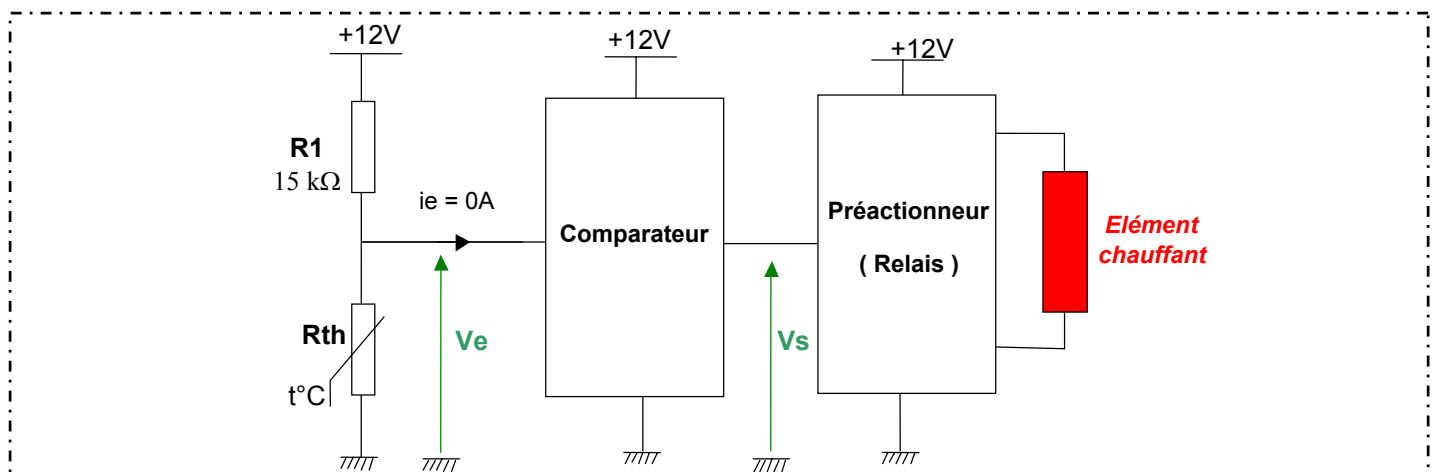 +12V
+12V
+12V
R1
15 kΩ
ie = 0A
Comparateur
Préactionneur
( Relais )
Elément
chauffant
Rth
t°C
Ve
Vs